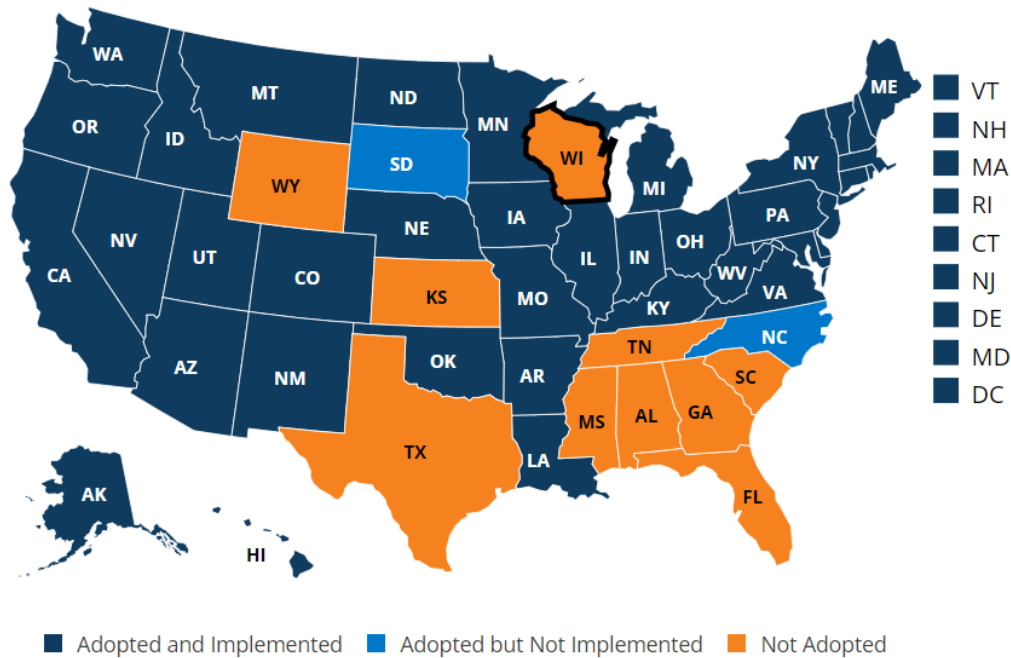 WA
ME
VT
MT
ND
MN
NH
OR
ID
SD
WI
NY
MA
WY
MI
RI
IA
PA
NE
NV
OH
CT
UT
IL
IN
CA
CO
WV
NJ
KS
MO
VA
KY
DE
NC
TN
MD
AZ
OK
AR
SC
NM
DC
MS
AL
GA
TX
LA
AK
FL
HI
Adopted and Implemented Adopted but Not Implemented Not Adopted